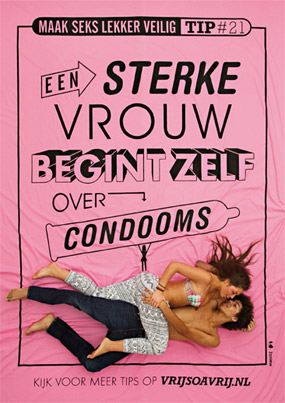 MAAK SEKS LEKKER VEILIG TIP #21
EEN STERKE
VROUW
BEGINT ZELF
OVER
CONDOOMS
KIJK VOOR MEER TIPS OP VRIJSOAVRIJ.NL